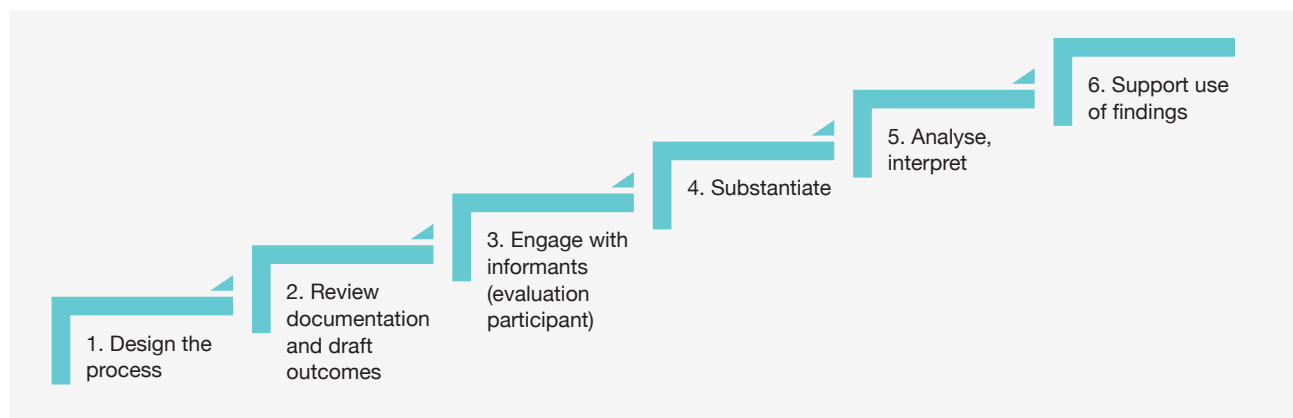 1. Design the
process
2. Review
documentation
and draft
outcomes
3. Engage with
informants
(evaluation
participant)
4. Substantiate
5. Analyse,
interpret
6. Support use
of findings